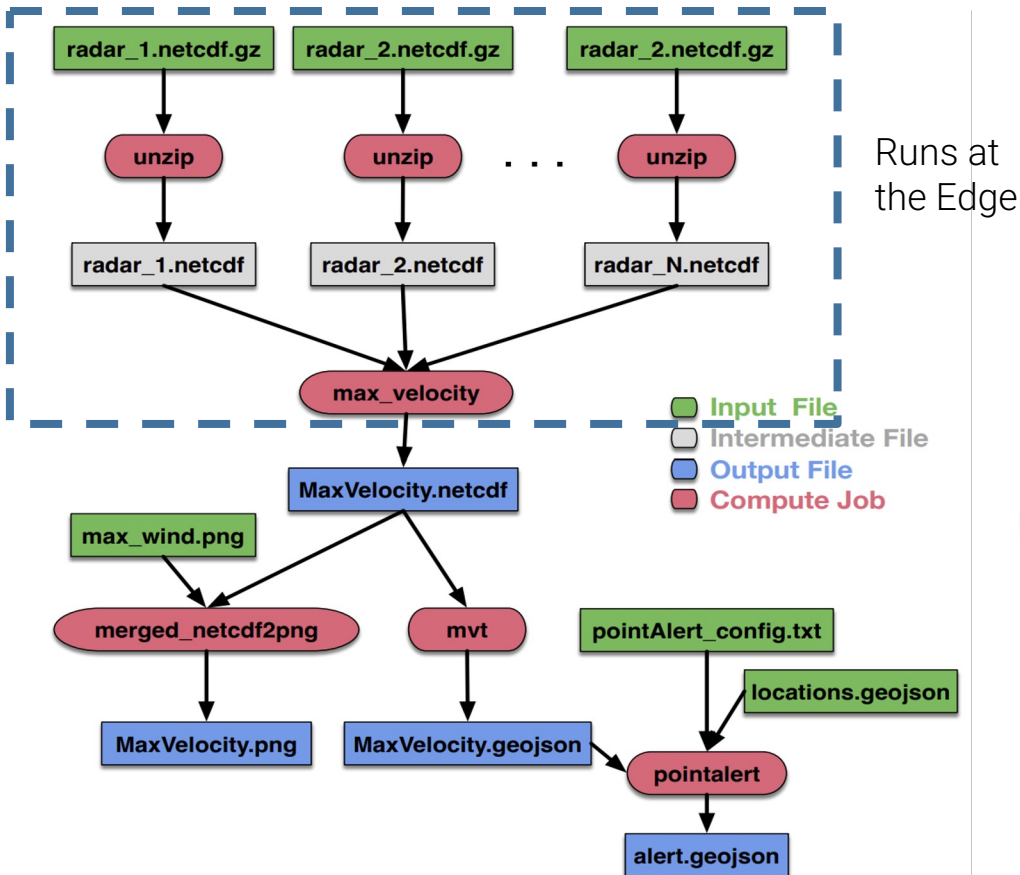 radar_1.netcdf.gz
radar_2.netcdf.gz
radar_2.netcdf.gz
unzip
unzip
. . .
unzip
Runs at
the Edge
radar_1.netcdf
radar_2.netcdf
radar_N.netcdf
max_velocity
Input File
Intermediate File
Output File
Compute Job
MaxVelocity.netcdf
max_wind.png
merged_netcdf2png
mvt
pointAlert_config.txt
locations.geojson
MaxVelocity.png
MaxVelocity.geojson
pointalert
alert.geojson